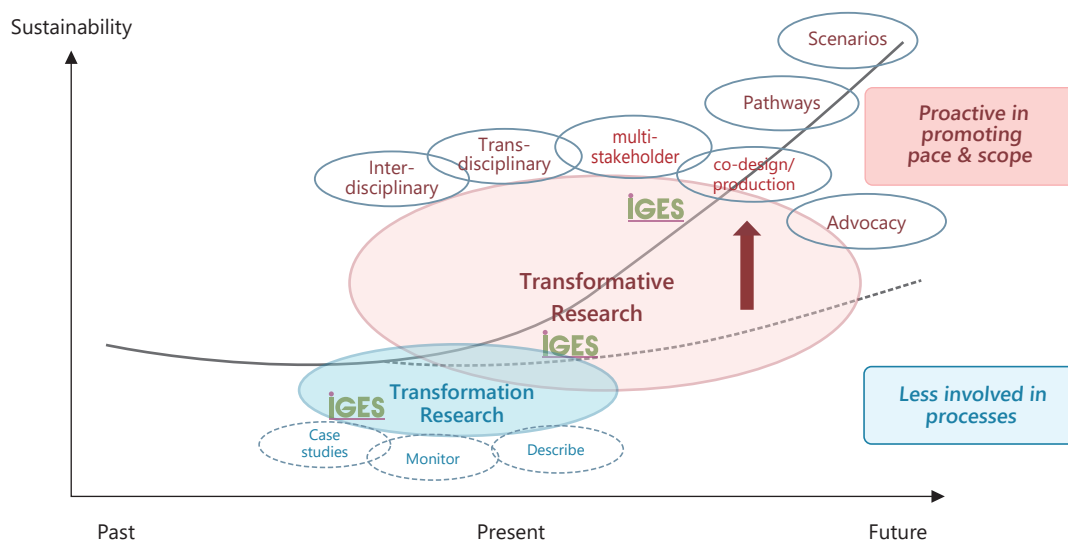 Sustainability
Scenarios
Pathways
Proactive in
promoting
pace & scope
multi-
stakeholder
Trans-
disciplinary
Inter-
disciplinary
co-design/
production
Advocacy
iGES
Transformative
Research
iGES
Transformation
Research
iGES
Less involved in
processes
Case
studies
Monitor
Describe
Past
Present
Future